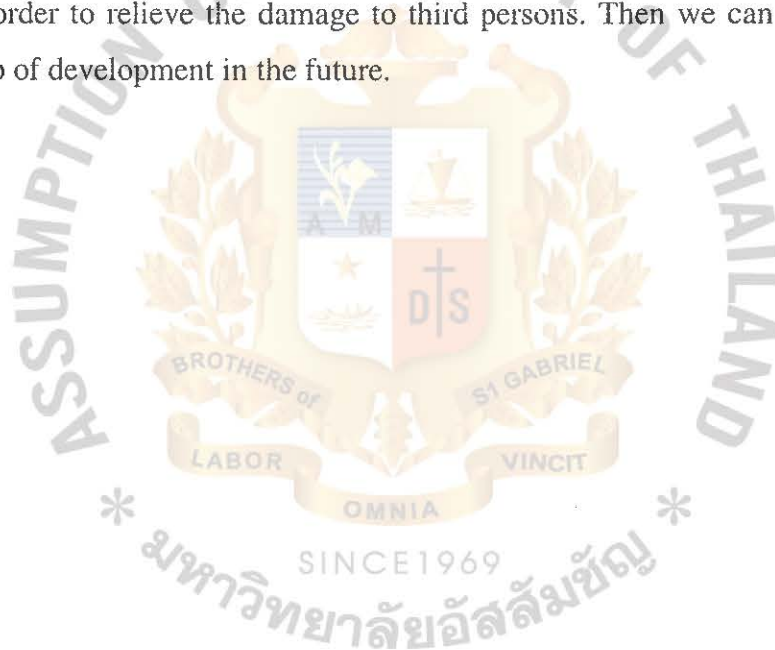 order to relieve the damage to third persons. Then we can
of development in the future.
ASSUMPTION
OF THAILAND
A M
D S
BROTHERS of
St GABRIEL
LABOR
VINCIT
OMNIA
* *
SINCE1969
มหาวิทยาลัยอัสสัมชัญ